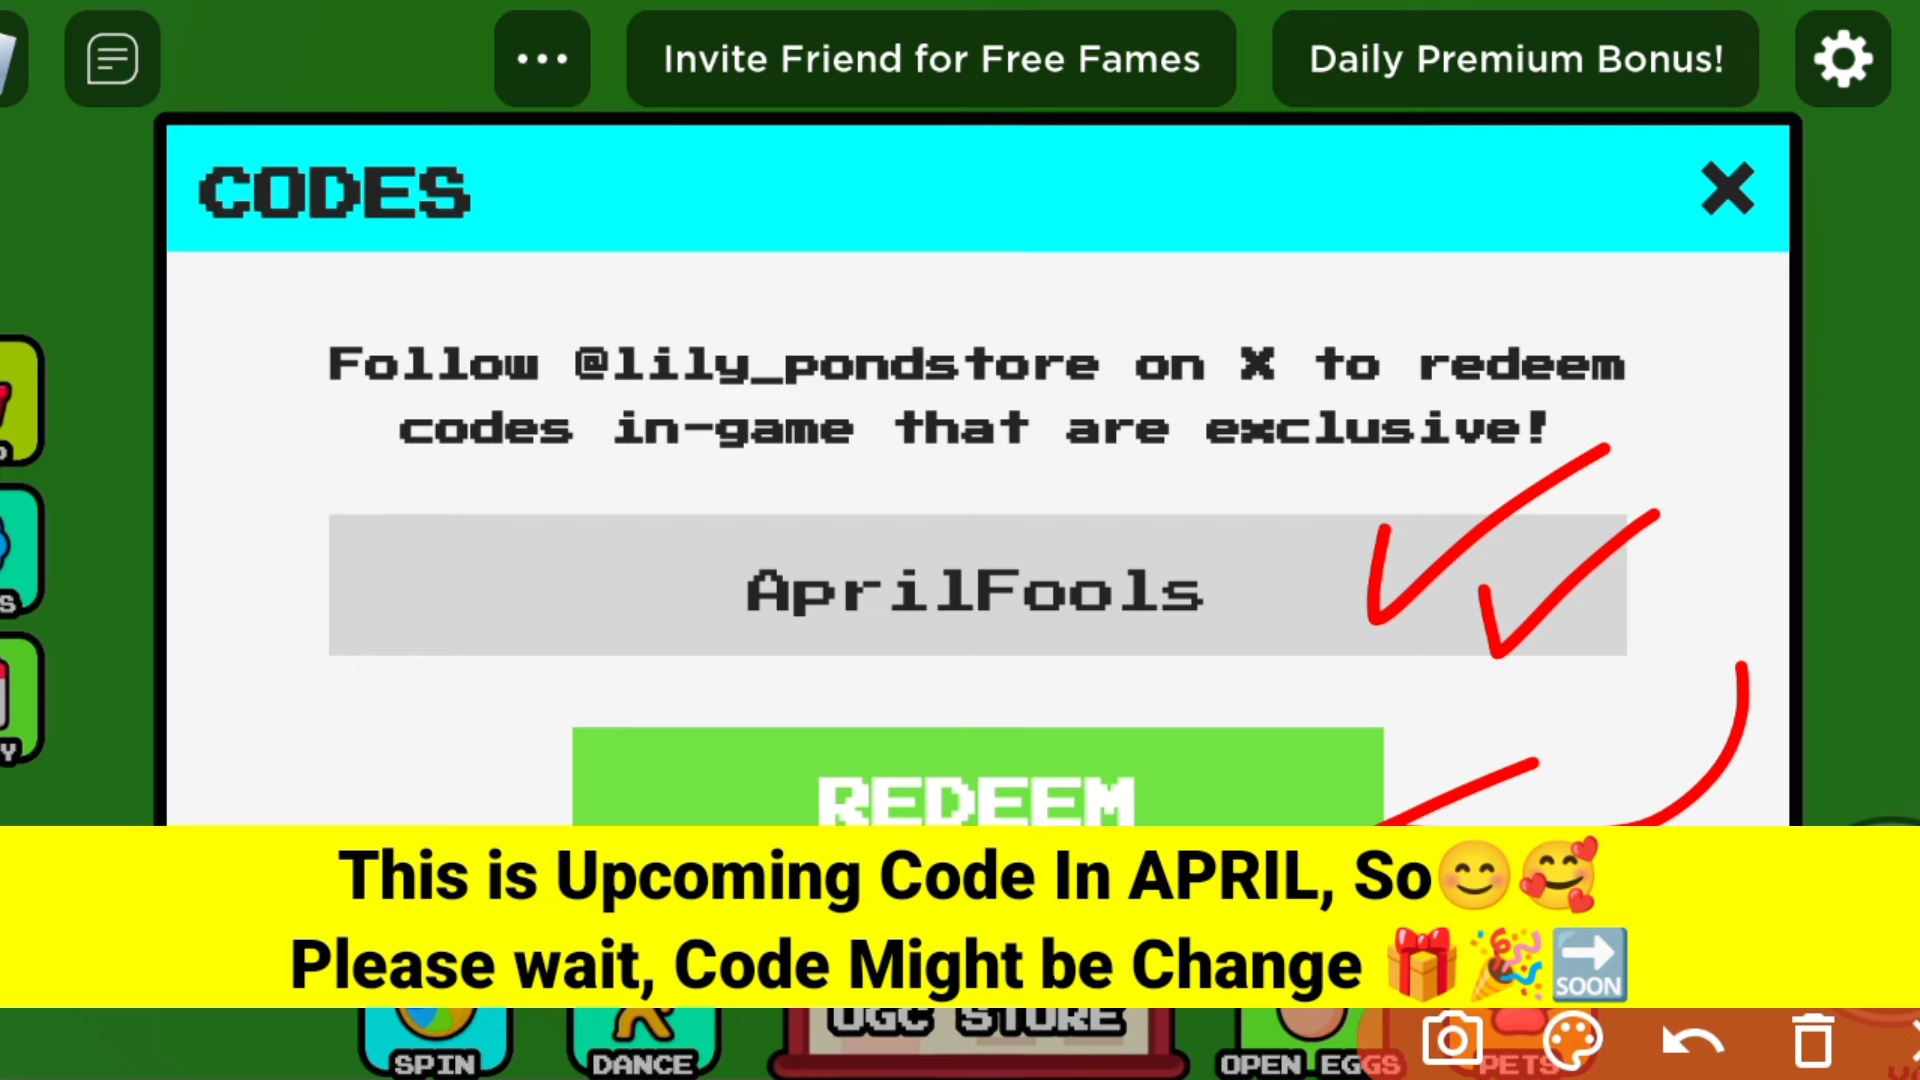 Invite Friend for Free Fames
Daily Premium Bonus!
CODES
Follow @lily_pondstore on X to redeem
codes in-game that are exclusive!
AprilFools
REDEEM
This is Upcoming Code In APRIL, So😊🥰
Please wait, Code Might be Change 🎁🎉🔜
UGC STORE
SPIN
DANCE
OPEN EGGS
PETS